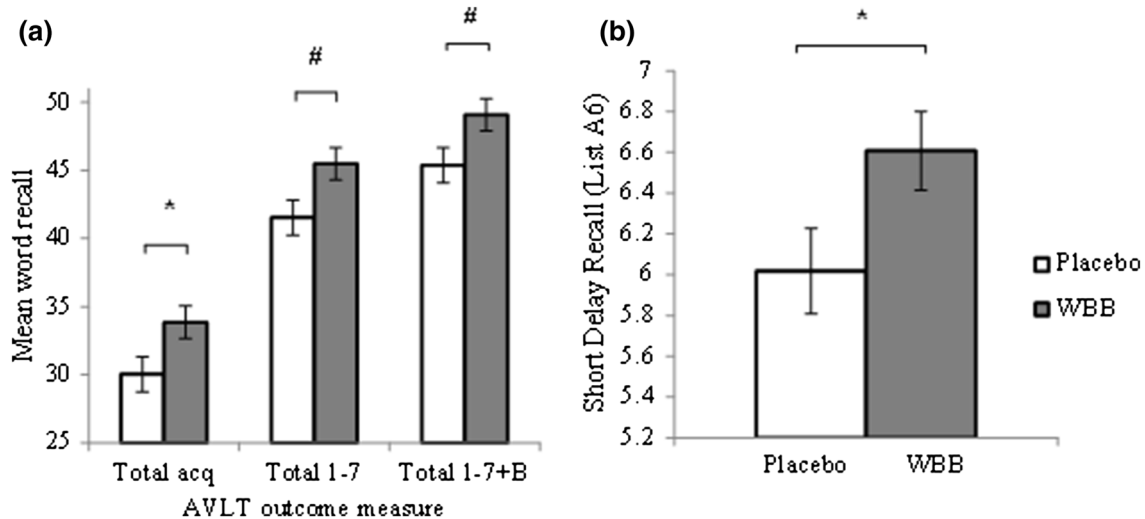 (a)
#
#
*
50
45
40
35
30
25
Mean word recall
Total acq Total 1-7 Total 1-7+B
AVLT outcome measure
(b)
*
7
6.8
6.6
6.4
6.2
6
5.8
5.6
5.4
5.2
Short Delay Recall (List A6)
Placebo WBB
Placebo
WBB